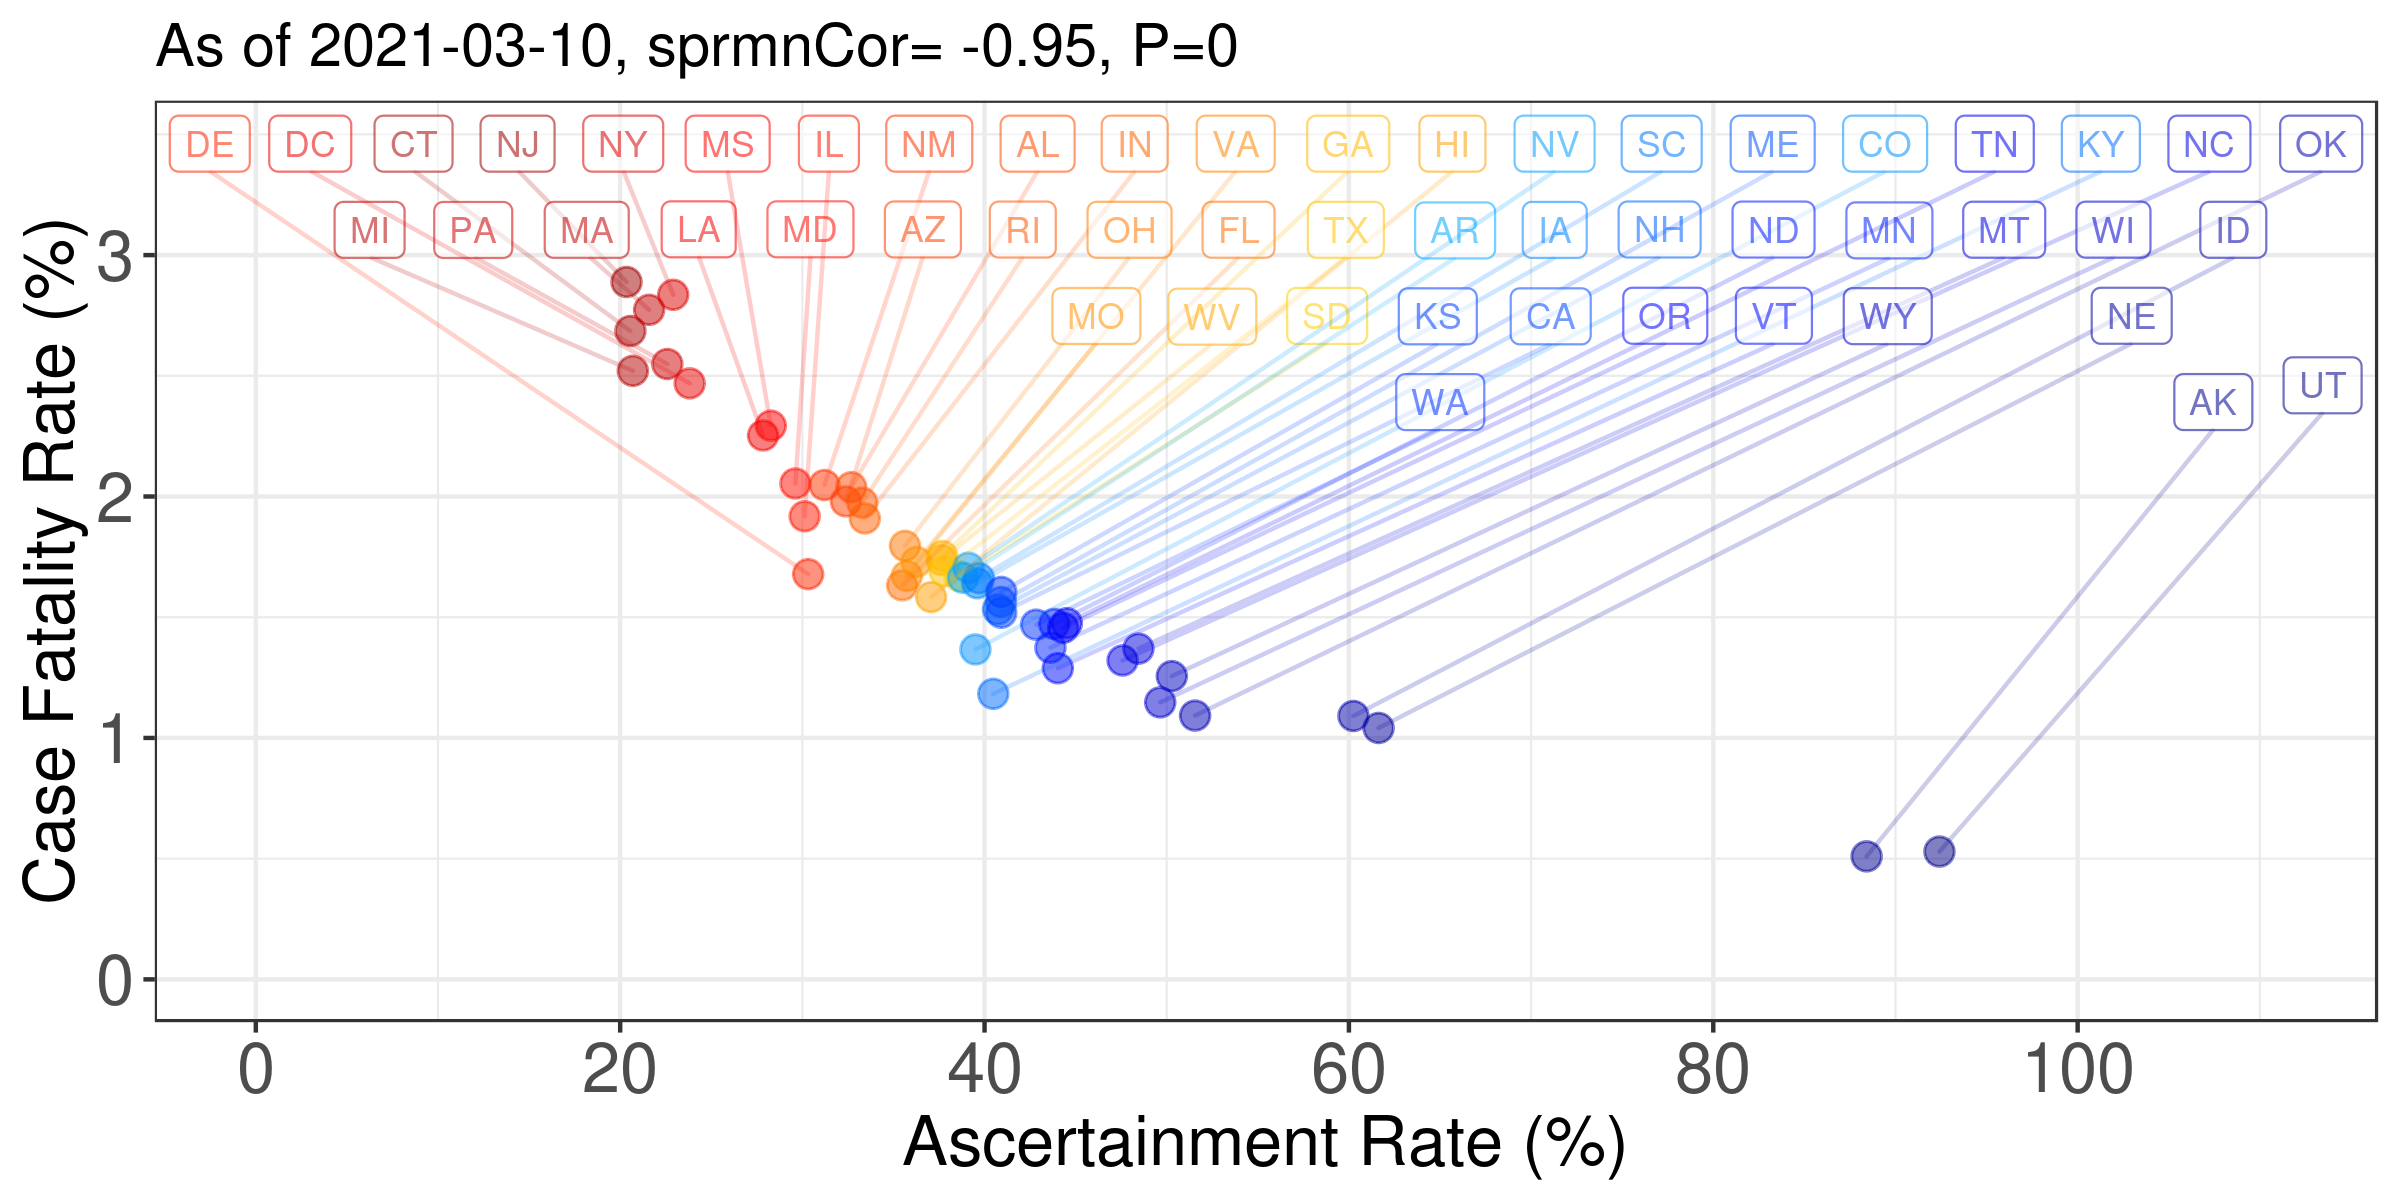 As of 2021-03-10, sprmnCor= -0.95, P=0
DE DC CT NJ NY MS IL NM AL IN VA GA HI NV SC ME CO TN KY NC OK
MI PA MA LA MD AZ RI OH FL TX AR IA NH ND MN MT WI ID
MO WV SD KS CA OR VT WY NE
WA AK UT
Case Fatality Rate (%)
3
2
1
0
0 20 40 60 80 100
Ascertainment Rate (%)